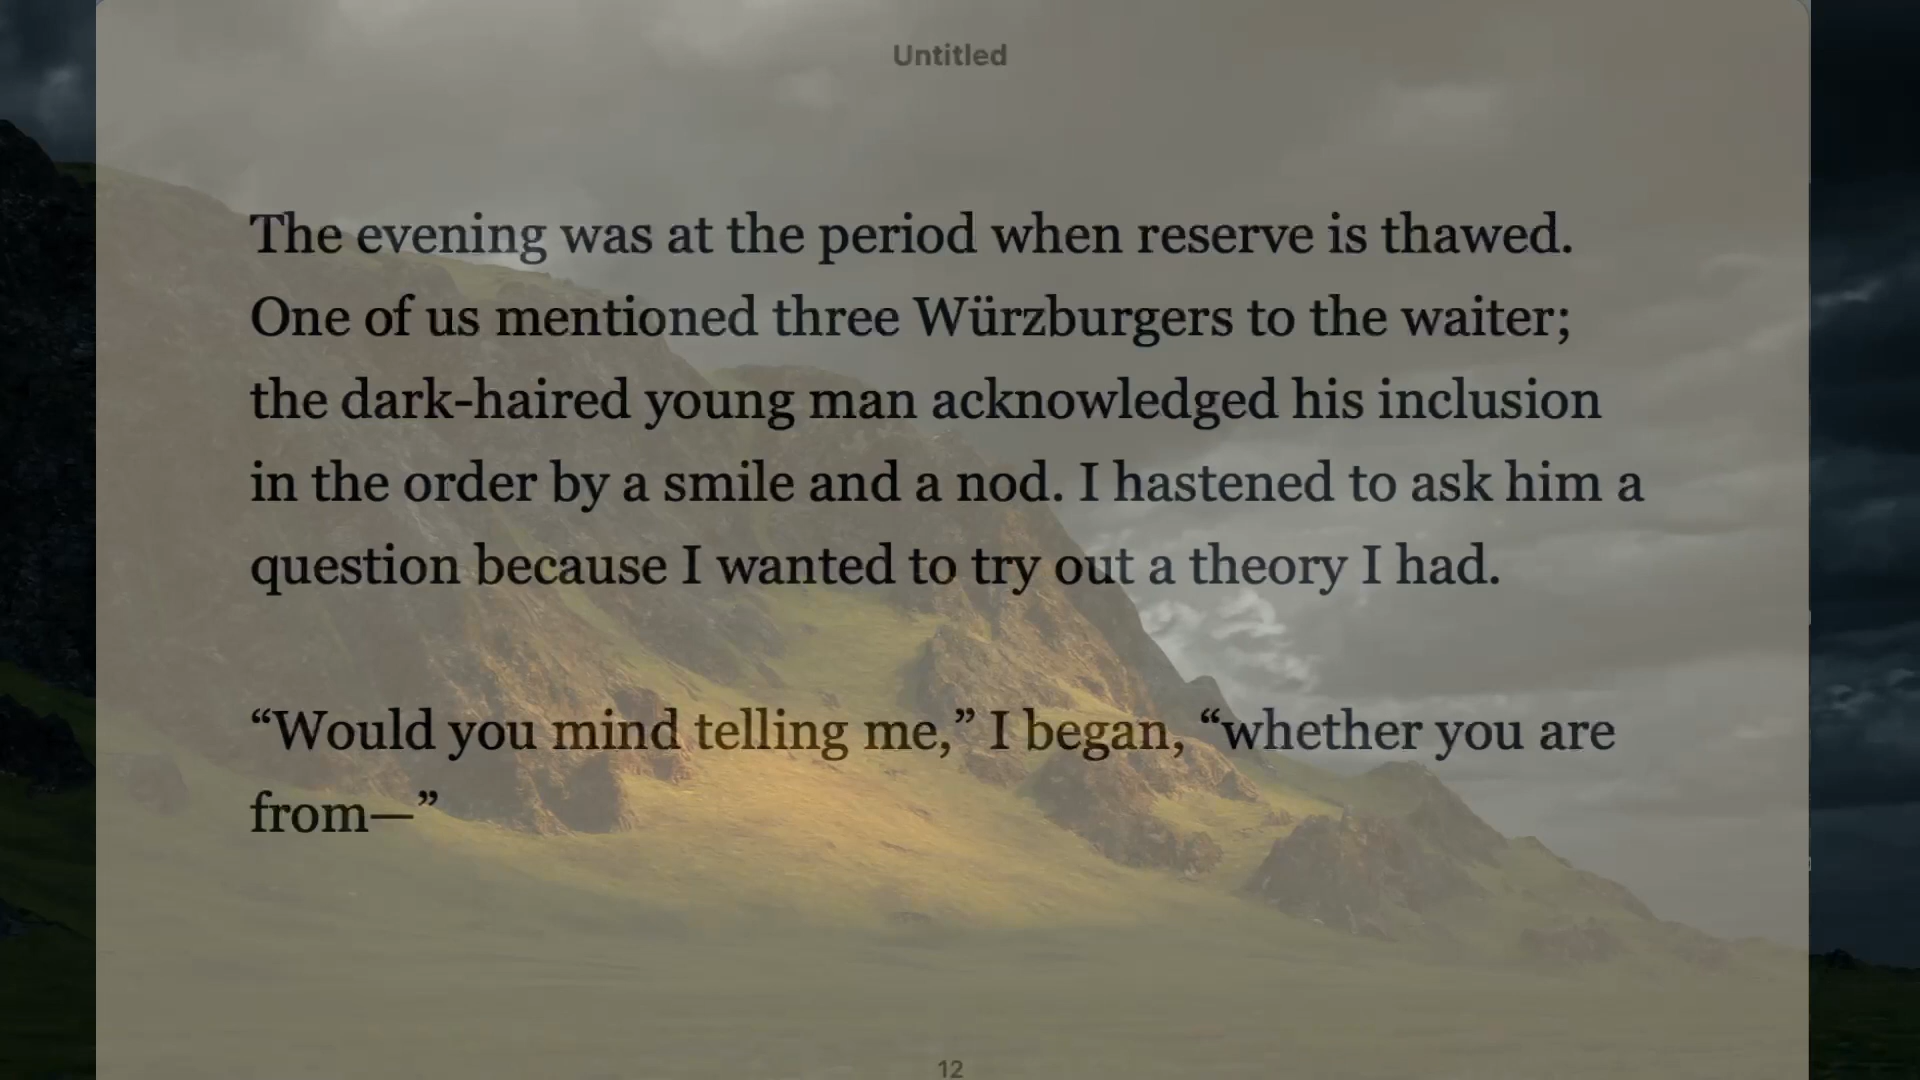 Untitled
The evening was at the period when reserve is thawed.
One of us mentioned three Würzburgers to the waiter;
the dark-haired young man acknowledged his inclusion
in the order by a smile and a nod. I hastened to ask him a
question because I wanted to try out a theory I had.
“Would you mind telling me,” I began, “whether you are
from—”
12